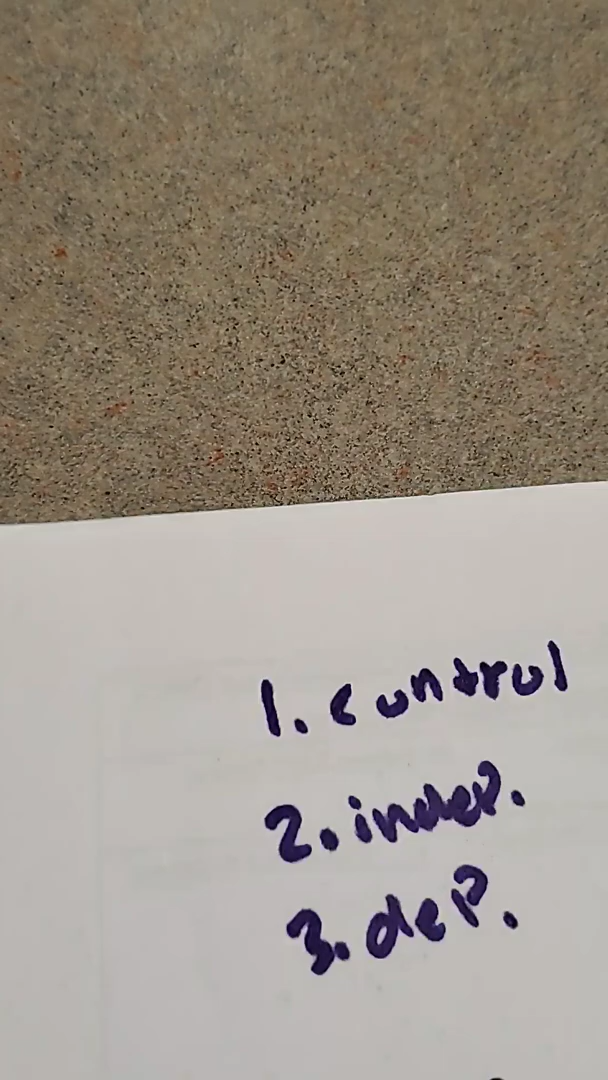 1. control
2. indep.
3. dep.